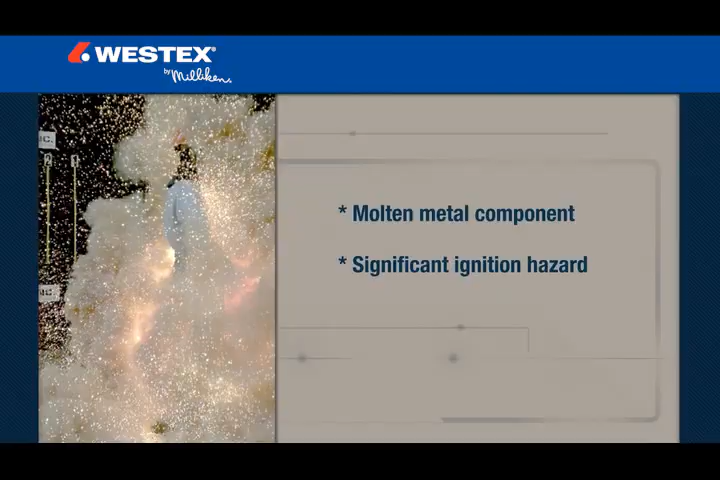 WESTEX®
by Milliken.
* Molten metal component
* Significant ignition hazard